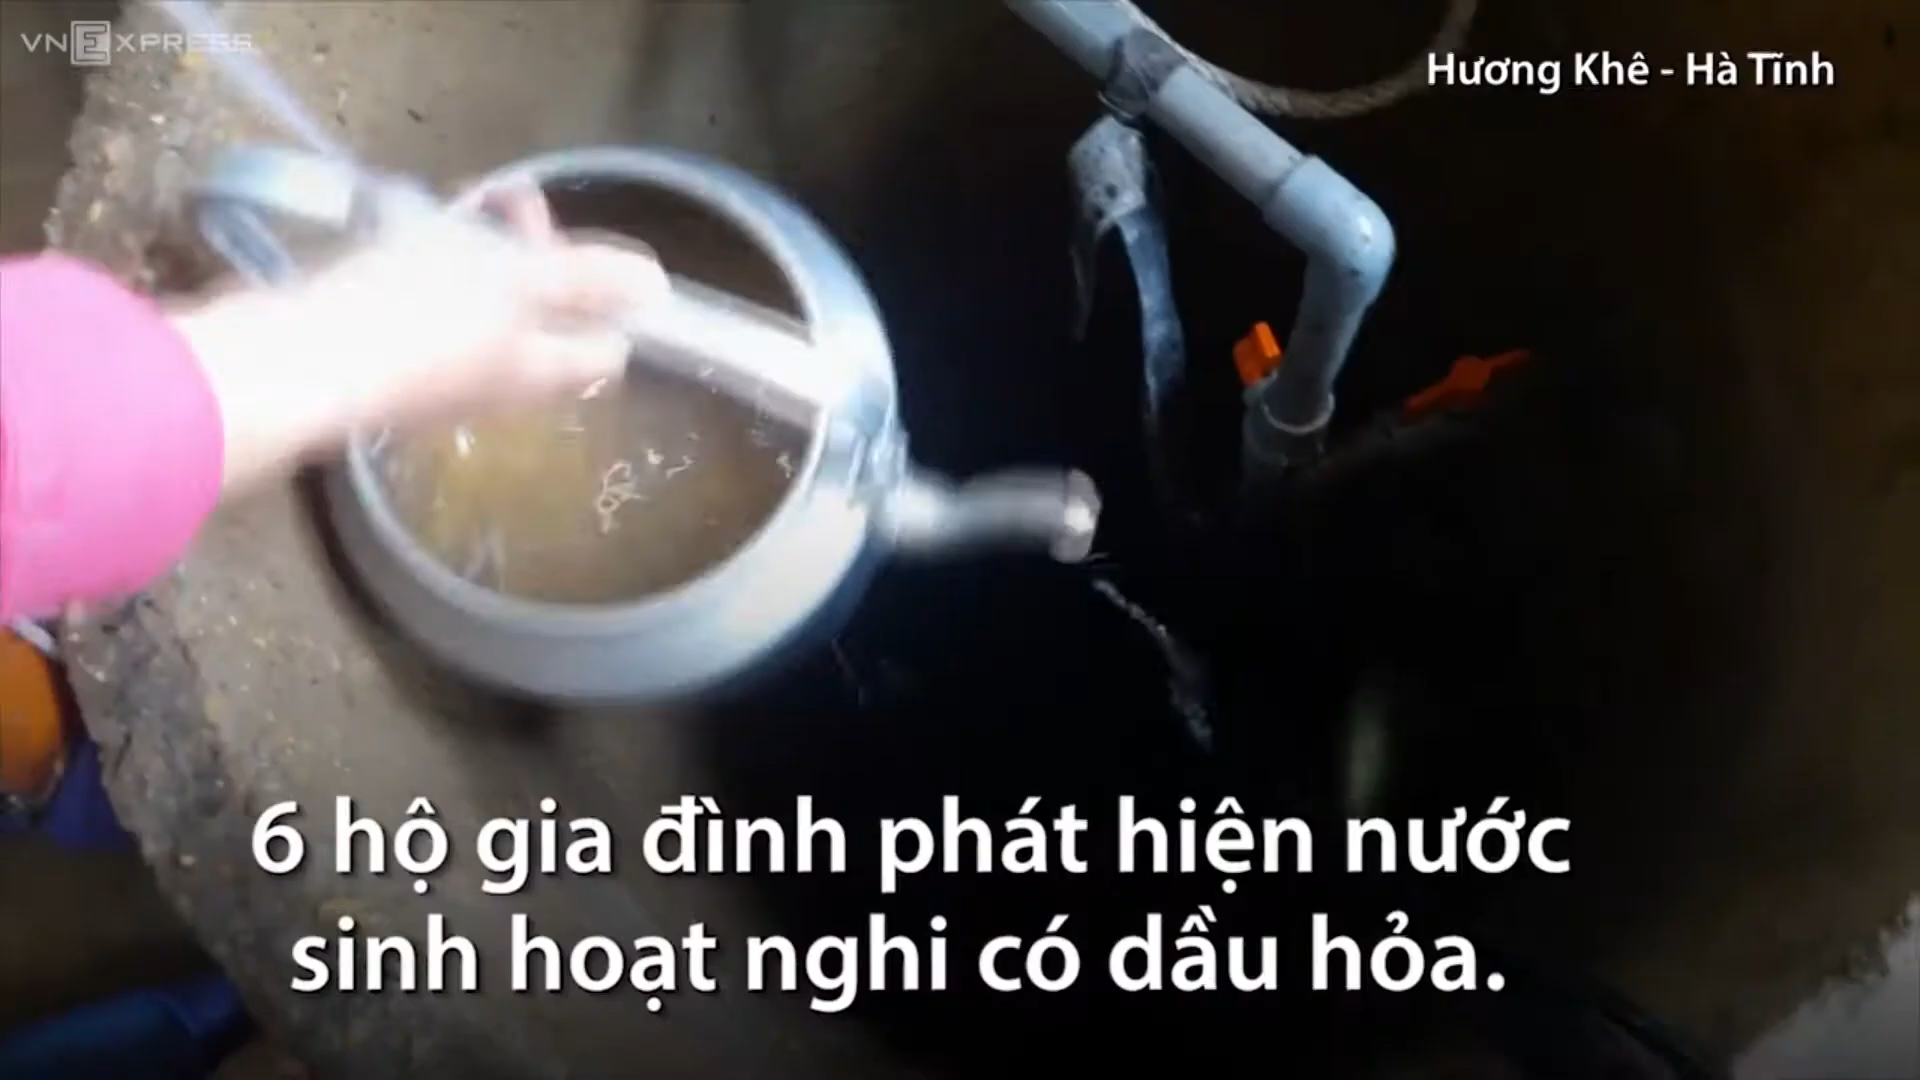 VNEXPRESS
Hương Khê - Hà Tĩnh
6 hộ gia đình phát hiện nước
sinh hoạt nghi có dầu hỏa.